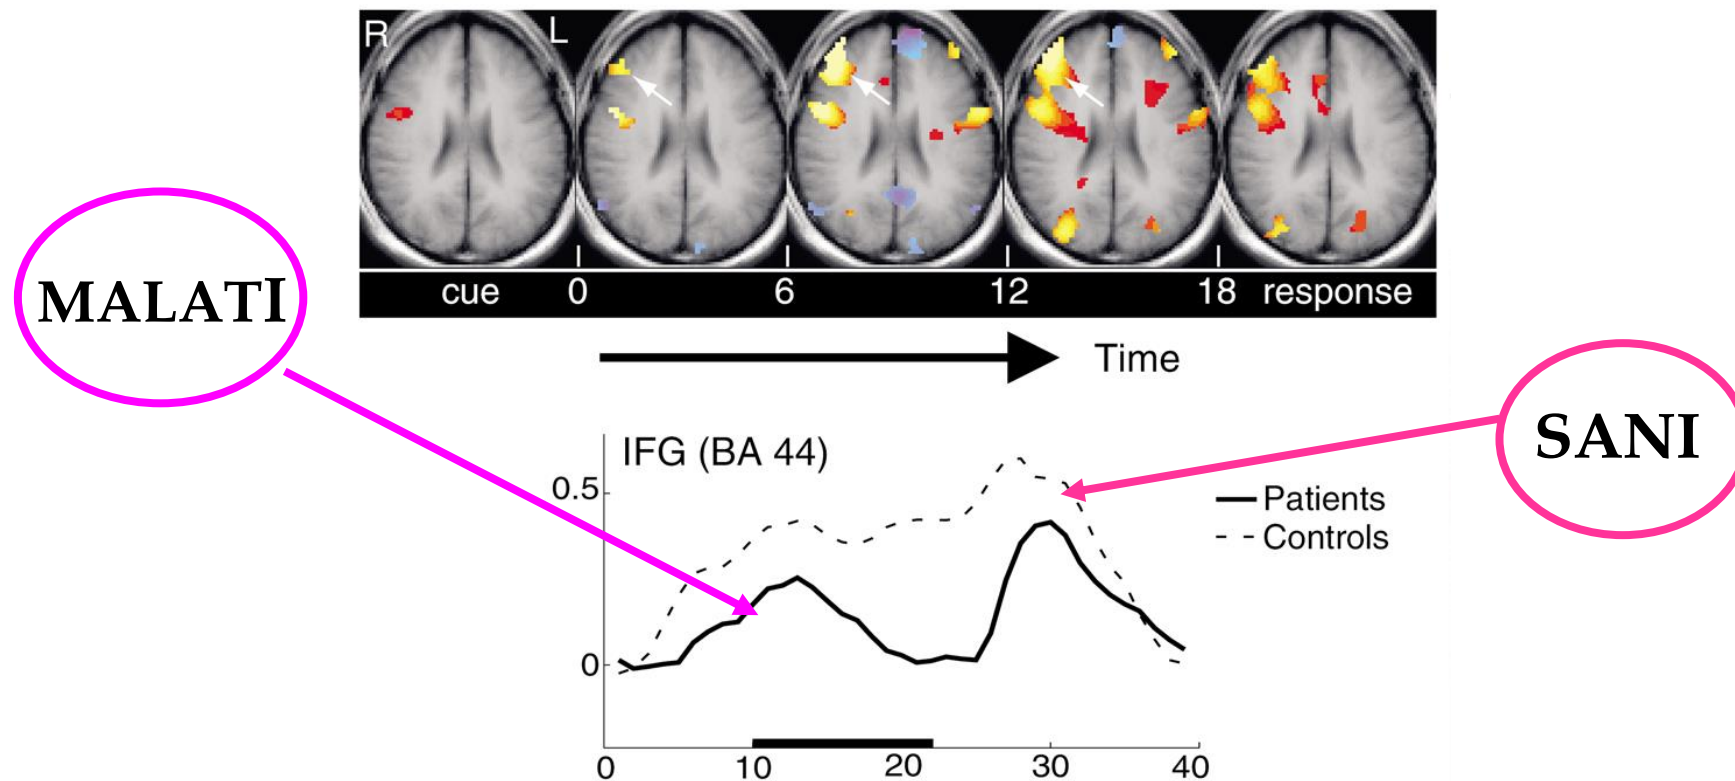 R L
cue 0 6 12 18 response
MALATI
Time
SANI
IFG (BA 44)
0.5
0
Patients
Controls
0 10 20 30 40